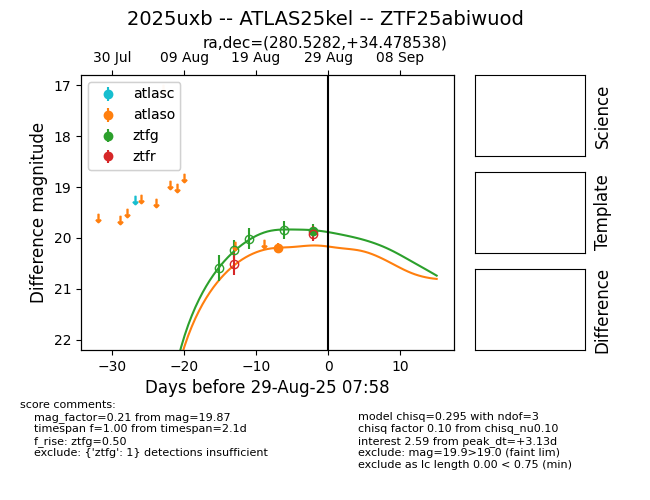 2025uxb -- ATLAS25kel -- ZTF25abiwuod
ra,dec=(280.5282,+34.478538)
30 Jul 09 Aug 19 Aug 29 Aug 08 Sep
17
18
19
20
21
22
Difference magnitude
atlasc
atlaso
ztfg
ztfr
−30 −20 −10 0 10
Days before 29-Aug-25 07:58
Science
Template
Difference
score comments:
mag_factor=0.21 from mag=19.87
timespan f=1.00 from timespan=2.1d
f_rise: ztfg=0.50
exclude: {'ztfg': 1} detections insufficient
model chisq=0.295 with ndof=3
chisq factor 0.10 from chisq_nu0.10
interest 2.59 from peak_dt=+3.13d
exclude: mag=19.9>19.0 (faint lim)
exclude as lc length 0.00 < 0.75 (min)